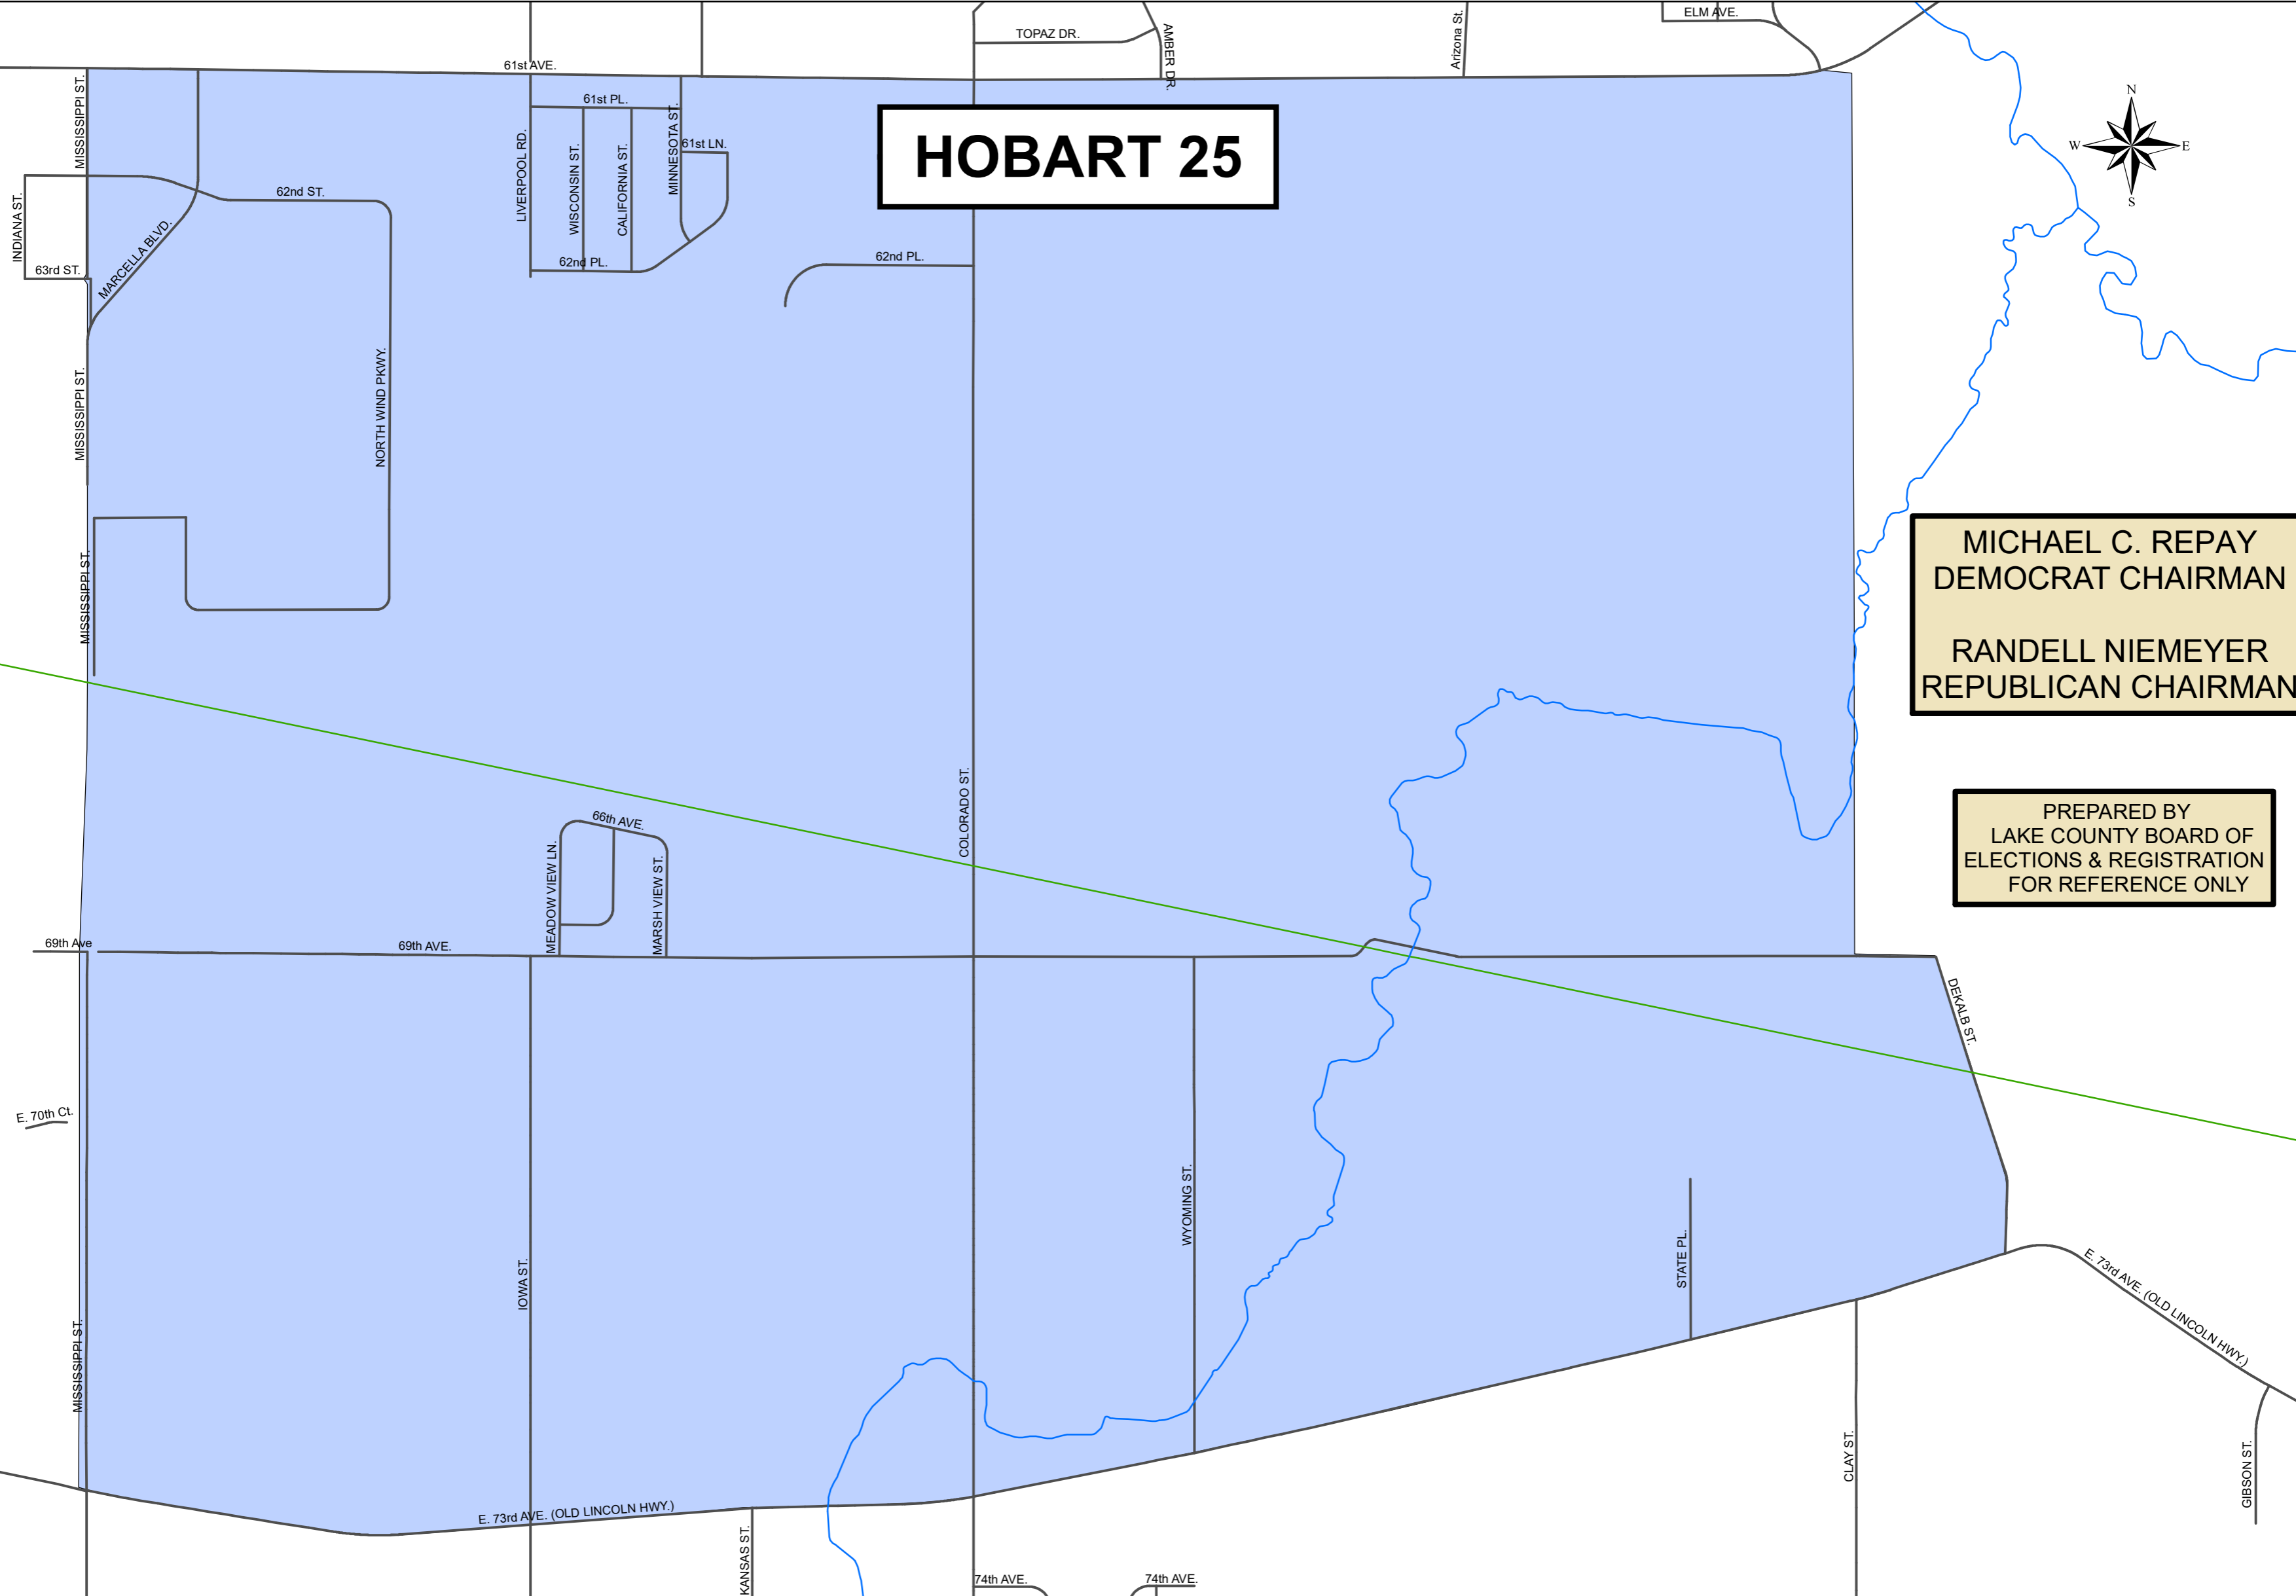 ELM AVE.
TOPAZ DR.
AMBER DR.
Arizona St.
61st AVE.
MISSISSIPPI ST.
61st PL.
MINNESOTA ST.
61st LN.
LIVERPOOL RD.
WISCONSIN ST.
CALIFORNIA ST.
HOBART 25
N
W
E
S
INDIANA ST.
62nd ST.
MARCELLA BLVD.
63rd ST.
62nd PL.
62nd PL.
MISSISSIPPI ST.
NORTH WIND PKWY.
MISSISSIPPI ST.
MICHAEL C. REPAY
DEMOCRAT CHAIRMAN
RANDELL NIEMEYER
REPUBLICAN CHAIRMAN
COLORADO ST.
66th AVE.
MEADOW VIEW LN.
MARSH VIEW ST.
PREPARED BY
LAKE COUNTY BOARD OF
ELECTIONS & REGISTRATION
FOR REFERENCE ONLY
69th Ave
69th AVE.
DEKALB ST.
E. 70th Ct.
WYOMING ST.
IOWA ST.
STATE PL.
E. 73rd AVE. (OLD LINCOLN HWY.)
MISSISSIPPI ST.
CLAY ST.
GIBSON ST.
E. 73rd AVE. (OLD LINCOLN HWY.)
KANSAS ST.
74th AVE.
74th AVE.